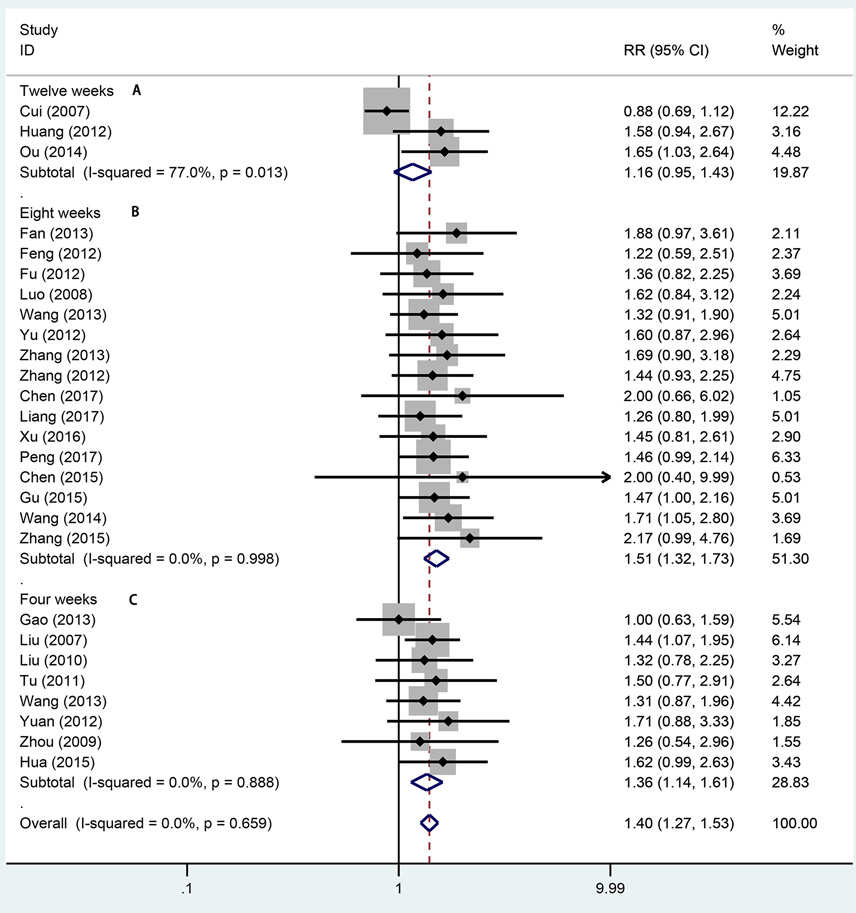 Study %
ID RR (95% CI) Weight
Twelve weeks A
Cui (2007) 0.88 (0.69, 1.12) 12.22
Huang (2012) 1.58 (0.94, 2.67) 3.16
Ou (2014) 1.65 (1.03, 2.64) 4.48
Subtotal (I-squared = 77.0%, p = 0.013) 1.16 (0.95, 1.43) 19.87
.
Eight weeks B
Fan (2013) 1.88 (0.97, 3.61) 2.11
Feng (2012) 1.22 (0.59, 2.51) 2.37
Fu (2012) 1.36 (0.82, 2.25) 3.69
Luo (2008) 1.62 (0.84, 3.12) 2.24
Wang (2013) 1.32 (0.91, 1.90) 5.01
Yu (2012) 1.60 (0.87, 2.96) 2.64
Zhang (2013) 1.69 (0.90, 3.18) 2.29
Zhang (2012) 1.44 (0.93, 2.25) 4.75
Chen (2017) 2.00 (0.66, 6.02) 1.05
Liang (2017) 1.26 (0.80, 1.99) 5.01
Xu (2016) 1.45 (0.81, 2.61) 2.90
Peng (2017) 1.46 (0.99, 2.14) 6.33
Chen (2015) 2.00 (0.40, 9.99) 0.53
Gu (2015) 1.47 (1.00, 2.16) 5.01
Wang (2014) 1.71 (1.05, 2.80) 3.69
Zhang (2015) 2.17 (0.99, 4.76) 1.69
Subtotal (I-squared = 0.0%, p = 0.998) 1.51 (1.32, 1.73) 51.30
.
Four weeks C
Gao (2013) 1.00 (0.63, 1.59) 5.54
Liu (2007) 1.44 (1.07, 1.95) 6.14
Liu (2010) 1.32 (0.78, 2.25) 3.27
Tu (2011) 1.50 (0.77, 2.91) 2.64
Wang (2013) 1.31 (0.87, 1.96) 4.42
Yuan (2012) 1.71 (0.88, 3.33) 1.85
Zhou (2009) 1.26 (0.54, 2.96) 1.55
Hua (2015) 1.62 (0.99, 2.63) 3.43
Subtotal (I-squared = 0.0%, p = 0.888) 1.36 (1.14, 1.61) 28.83
.
Overall (I-squared = 0.0%, p = 0.659) 1.40 (1.27, 1.53) 100.00
.1 1 9.99